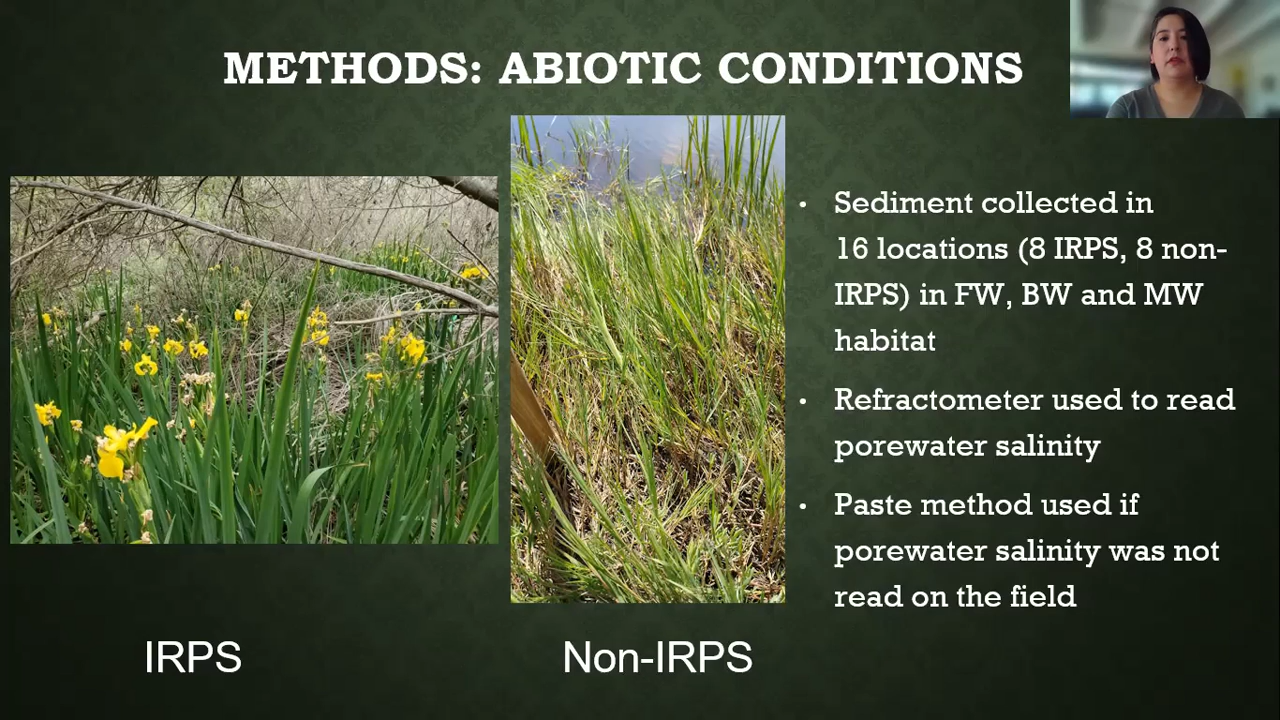 METHODS: ABIOTIC CONDITIONS
• Sediment collected in
16 locations (8 IRPS, 8 non-
IRPS) in FW, BW and MW
habitat
• Refractometer used to read
porewater salinity
• Paste method used if
porewater salinity was not
read on the field
IRPS
Non-IRPS